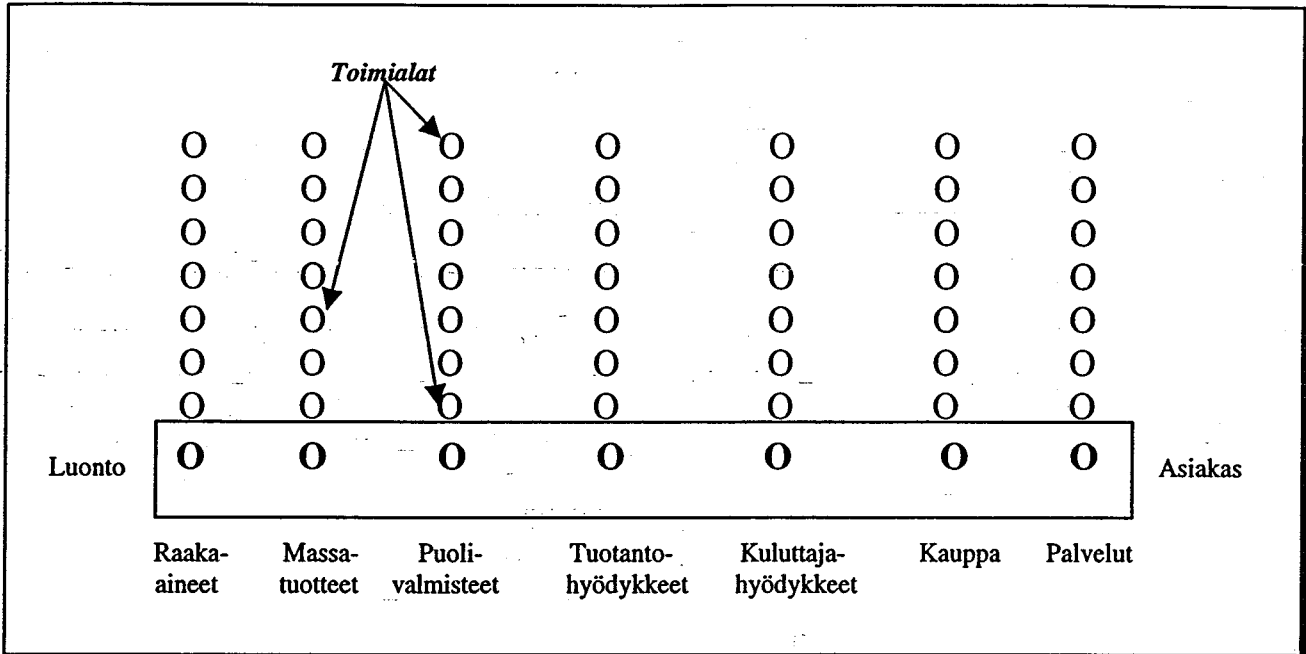 Toimialat
O O O O O O O
O O O O O O O
O O O O O O O
O O O O O O O
O O O O O O O
O O O O O O O
O O O O O O O
Luonto O O O O O O O Asiakas
Raaka- Massa- Puoli- Tuotanto- Kuluttaja- Kauppa Palvelut
aineet tuotteet valmisteet hyödykkeet hyödykkeet